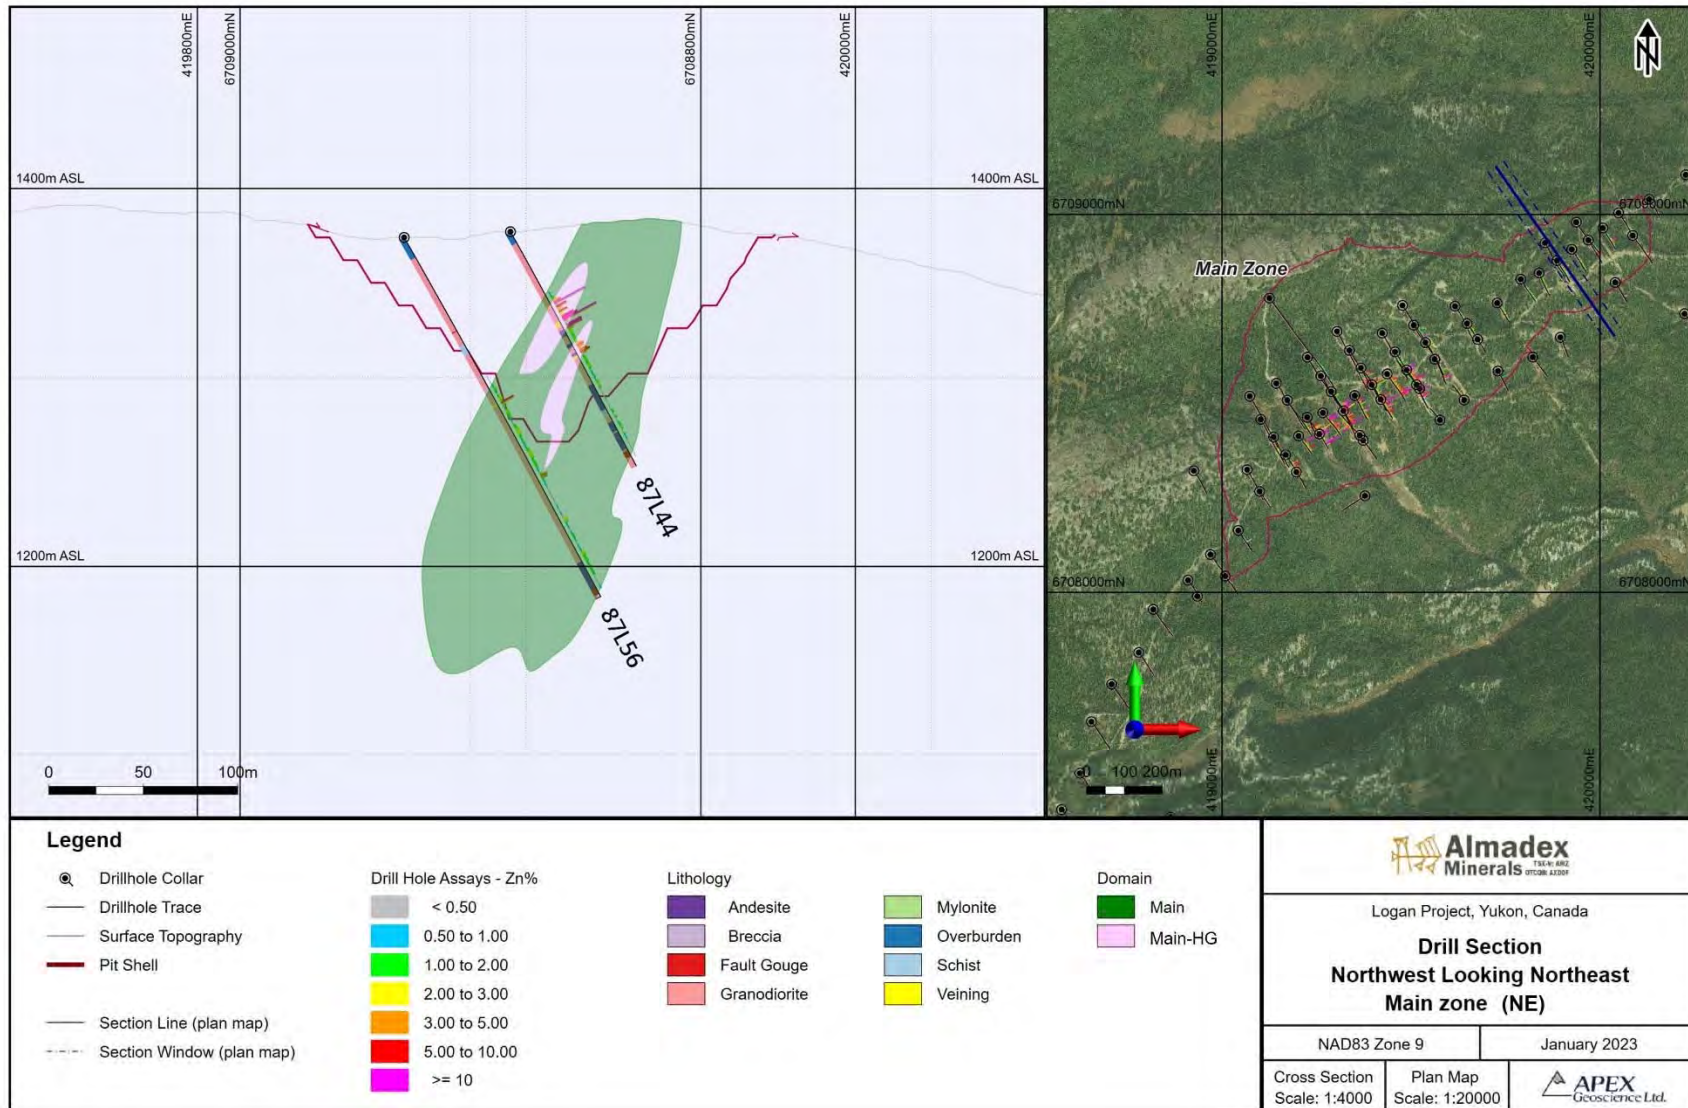 419800mE
6709000mN
6708800mN
420000mE
1400m ASL
1400m ASL
1200m ASL
1200m ASL
87L44
87L56
0 50 100m
419000mE
420000mE
N
6709000mN
6709000mN
Main Zone
6708000mN
6708000mN
419000mE
420000mE
0 100 200m
Legend
Drillhole Collar
Drillhole Trace
Surface Topography
Pit Shell
Section Line (plan map)
Section Window (plan map)
Drill Hole Assays - Zn%
< 0.50
0.50 to 1.00
1.00 to 2.00
2.00 to 3.00
3.00 to 5.00
5.00 to 10.00
>= 10
Lithology
Andesite
Breccia
Fault Gouge
Granodiorite
Mylonite
Overburden
Schist
Veining
Domain
Main
Main-HG
Almadex
Minerals
TSX-V: AMZ
OTCQB: AXDDF
Logan Project, Yukon, Canada
Drill Section
Northwest Looking Northeast
Main zone (NE)
NAD83 Zone 9
January 2023
Cross Section
Scale: 1:4000
Plan Map
Scale: 1:20000
APEX
Geoscience Ltd.